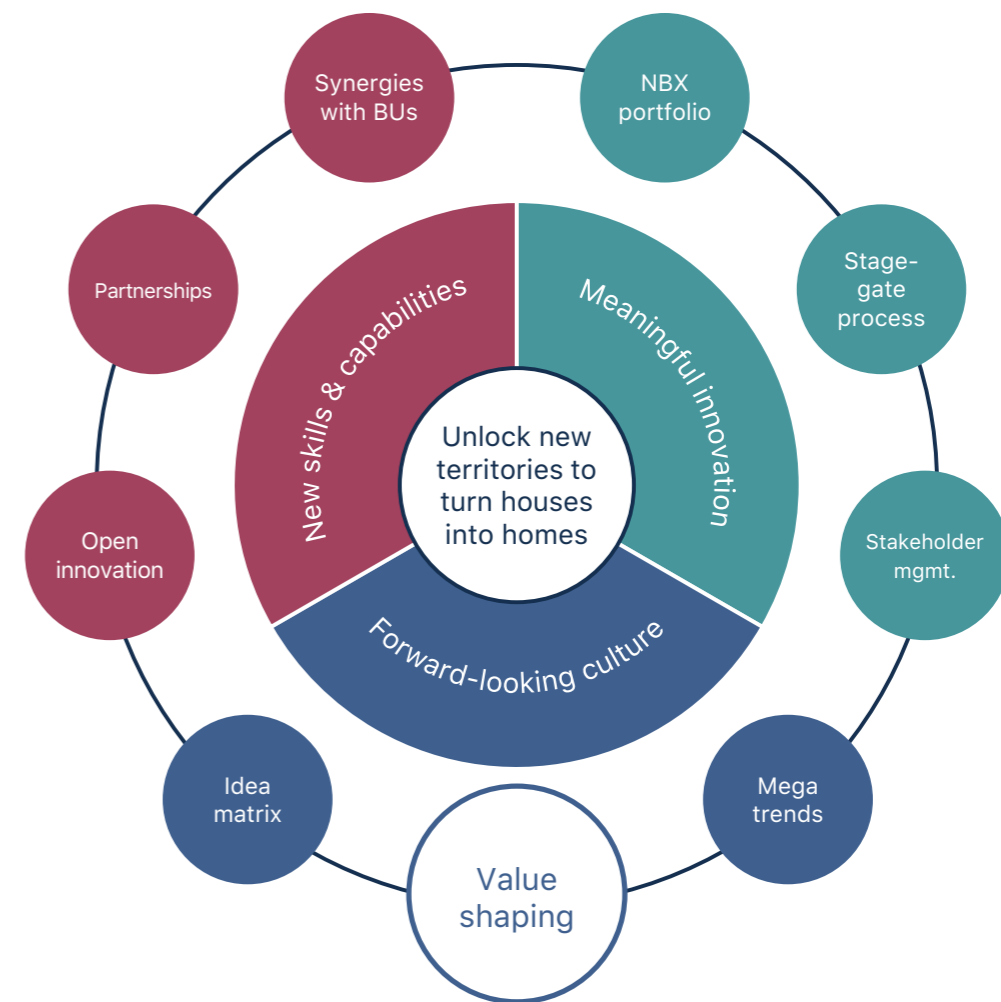 Synergies
with BUs
NBX
portfolio
Partnerships
Stage-
gate
process
New skills & capabilities
Meaningful innovation
Unlock new
territories to
turn houses
into homes
Open
innovation
Stakeholder
mgmt.
Forward-looking culture
Idea
matrix
Mega
trends
Value
shaping